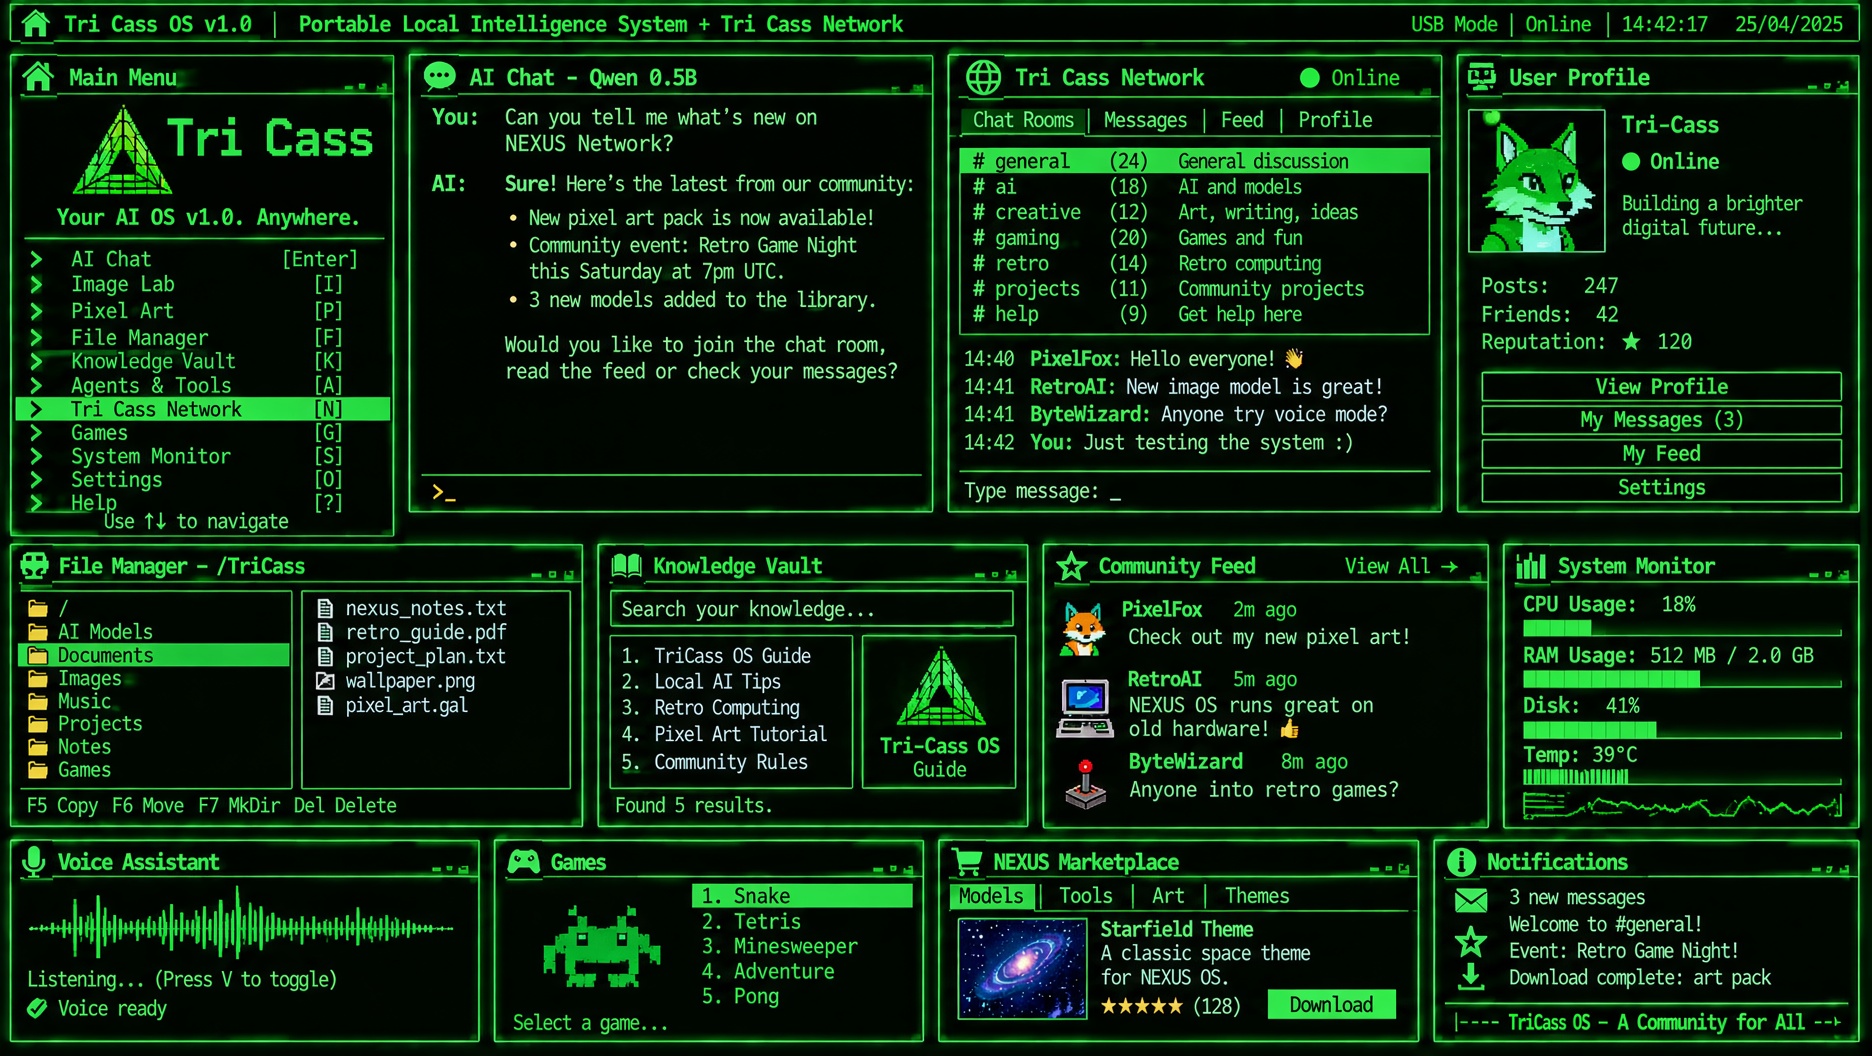 Tri Cass OS v1.0 | Portable Local Intelligence System + Tri Cass Network
USB Mode | Online | 14:42:17 25/04/2025
Main Menu
Tri Cass
Your AI OS v1.0. Anywhere.
> AI Chat [Enter]
> Image Lab [I]
> Pixel Art [P]
> File Manager [F]
> Knowledge Vault [K]
> Agents & Tools [A]
> Tri Cass Network [N]
> Games [G]
> System Monitor [S]
> Settings [O]
> Help [?]
Use ↑↓ to navigate
AI Chat - Qwen 0.5B
You: Can you tell me what's new on
NEXUS Network?
AI: Sure! Here's the latest from our community:
• New pixel art pack is now available!
• Community event: Retro Game Night
this Saturday at 7pm UTC.
• 3 new models added to the library.
Would you like to join the chat room,
read the feed or check your messages?
>_
Tri Cass Network ● Online
Chat Rooms | Messages | Feed | Profile
# general (24) General discussion
# ai (18) AI and models
# creative (12) Art, writing, ideas
# gaming (20) Games and fun
# retro (14) Retro computing
# projects (11) Community projects
# help (9) Get help here
14:40 PixelFox: Hello everyone! 👋
14:41 RetroAI: New image model is great!
14:41 ByteWizard: Anyone try voice mode?
14:42 You: Just testing the system :)
Type message: _
User Profile
Tri-Cass
● Online
Building a brighter
digital future...
Posts: 247
Friends: 42
Reputation: ★ 120
View Profile
My Messages (3)
My Feed
Settings
File Manager - /TriCass
/
AI Models
Documents
Images
Music
Projects
Notes
Games
nexus_notes.txt
retro_guide.pdf
project_plan.txt
wallpaper.png
pixel_art.gal
F5 Copy F6 Move F7 MkDir Del Delete
Knowledge Vault
Search your knowledge...
1. TriCass OS Guide
2. Local AI Tips
3. Retro Computing
4. Pixel Art Tutorial
5. Community Rules
Tri-Cass OS
Guide
Found 5 results.
Community Feed View All →
PixelFox 2m ago
Check out my new pixel art!
RetroAI 5m ago
NEXUS OS runs great on
old hardware! 👍
ByteWizard 8m ago
Anyone into retro games?
System Monitor
CPU Usage: 18%
RAM Usage: 512 MB / 2.0 GB
Disk: 41%
Temp: 39°C
Voice Assistant
Listening... (Press V to toggle)
Voice ready
Games
1. Snake
2. Tetris
3. Minesweeper
4. Adventure
5. Pong
Select a game...
NEXUS Marketplace
Models | Tools | Art | Themes
Starfield Theme
A classic space theme
for NEXUS OS.
★★★★★ (128)
Download
Notifications
3 new messages
Welcome to #general!
Event: Retro Game Night!
Download complete: art pack
|---- TriCass OS - A Community for All --+